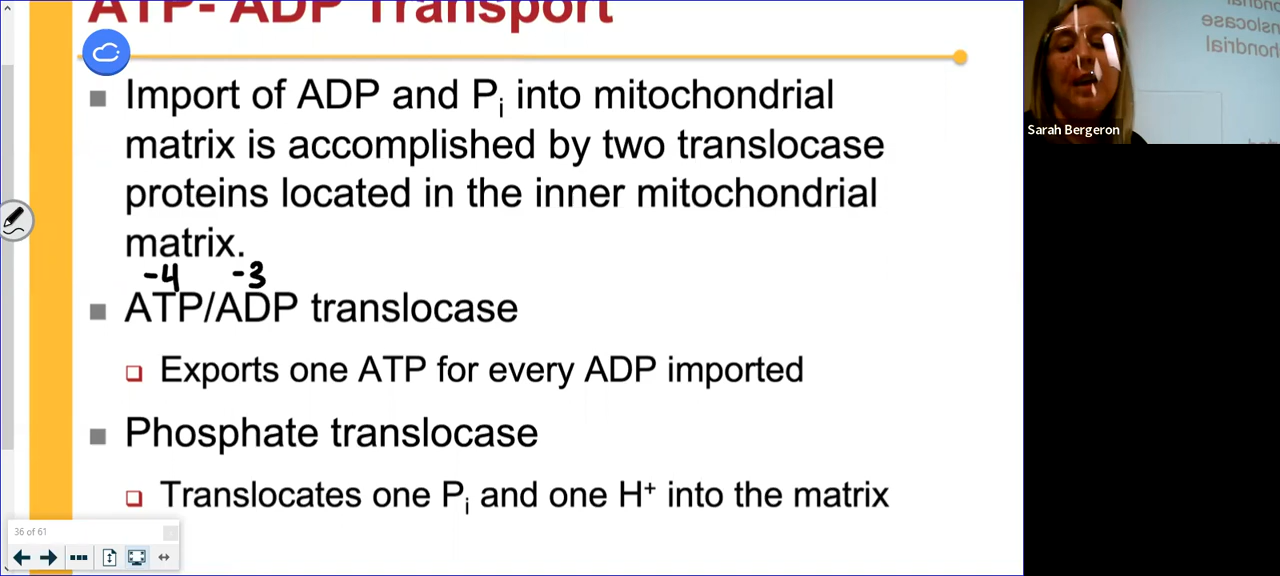 ATP- ADP Transport
Import of ADP and Pi into mitochondrial
matrix is accomplished by two translocase
proteins located in the inner mitochondrial
matrix.
-4 -3
ATP/ADP translocase
Exports one ATP for every ADP imported
Phosphate translocase
Translocates one Pi and one H+ into the matrix
36 of 61
Sarah Bergeron